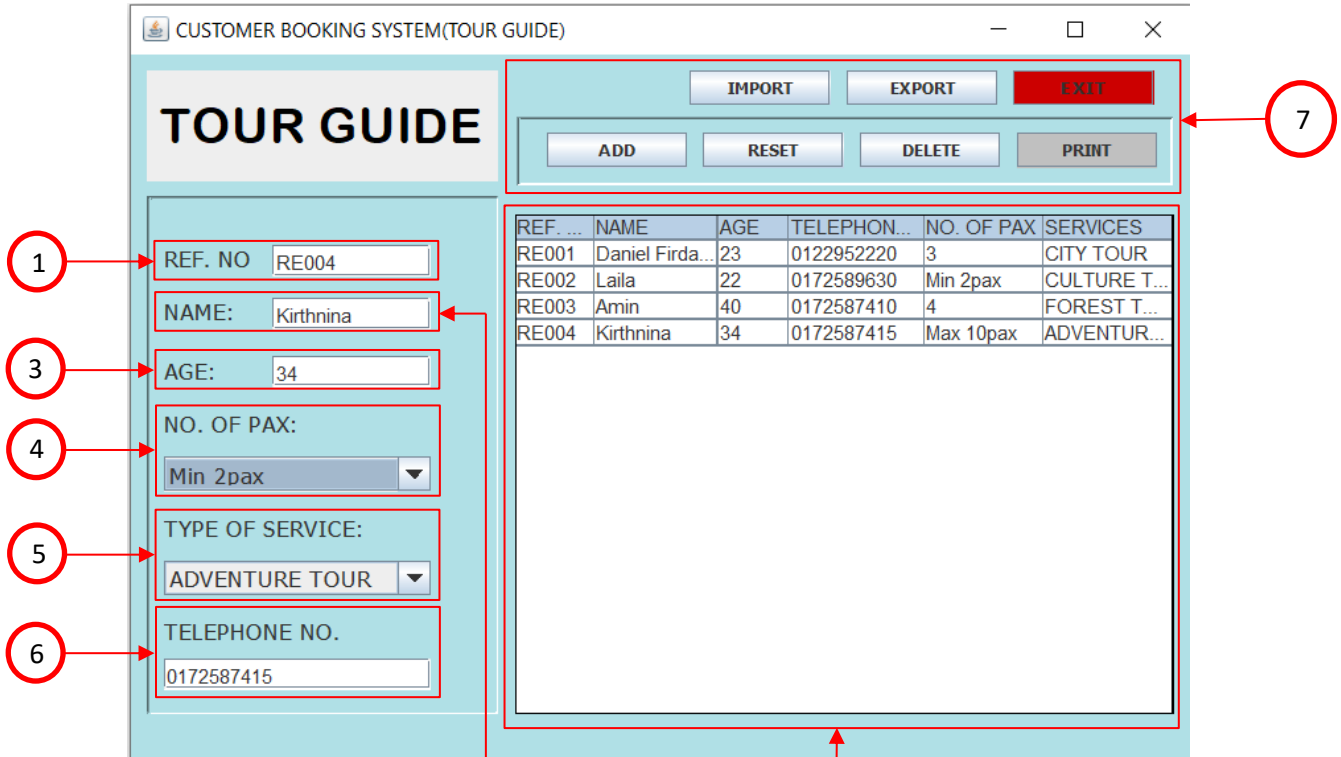 CUSTOMER BOOKING SYSTEM(TOUR GUIDE)
TOUR GUIDE
IMPORT EXPORT EXIT
ADD RESET DELETE PRINT
7
1
REF. NO RE004
NAME: Kirthnina
3
AGE: 34
4
NO. OF PAX:
Min 2pax
5
TYPE OF SERVICE:
ADVENTURE TOUR
6
TELEPHONE NO.
0172587415
REF. ... NAME AGE TELEPHON... NO. OF PAX SERVICES
RE001 Daniel Firda... 23 0122952220 3 CITY TOUR
RE002 Laila 22 0172589630 Min 2pax CULTURE T...
RE003 Amin 40 0172587410 4 FOREST T...
RE004 Kirthnina 34 0172587415 Max 10pax ADVENTUR...